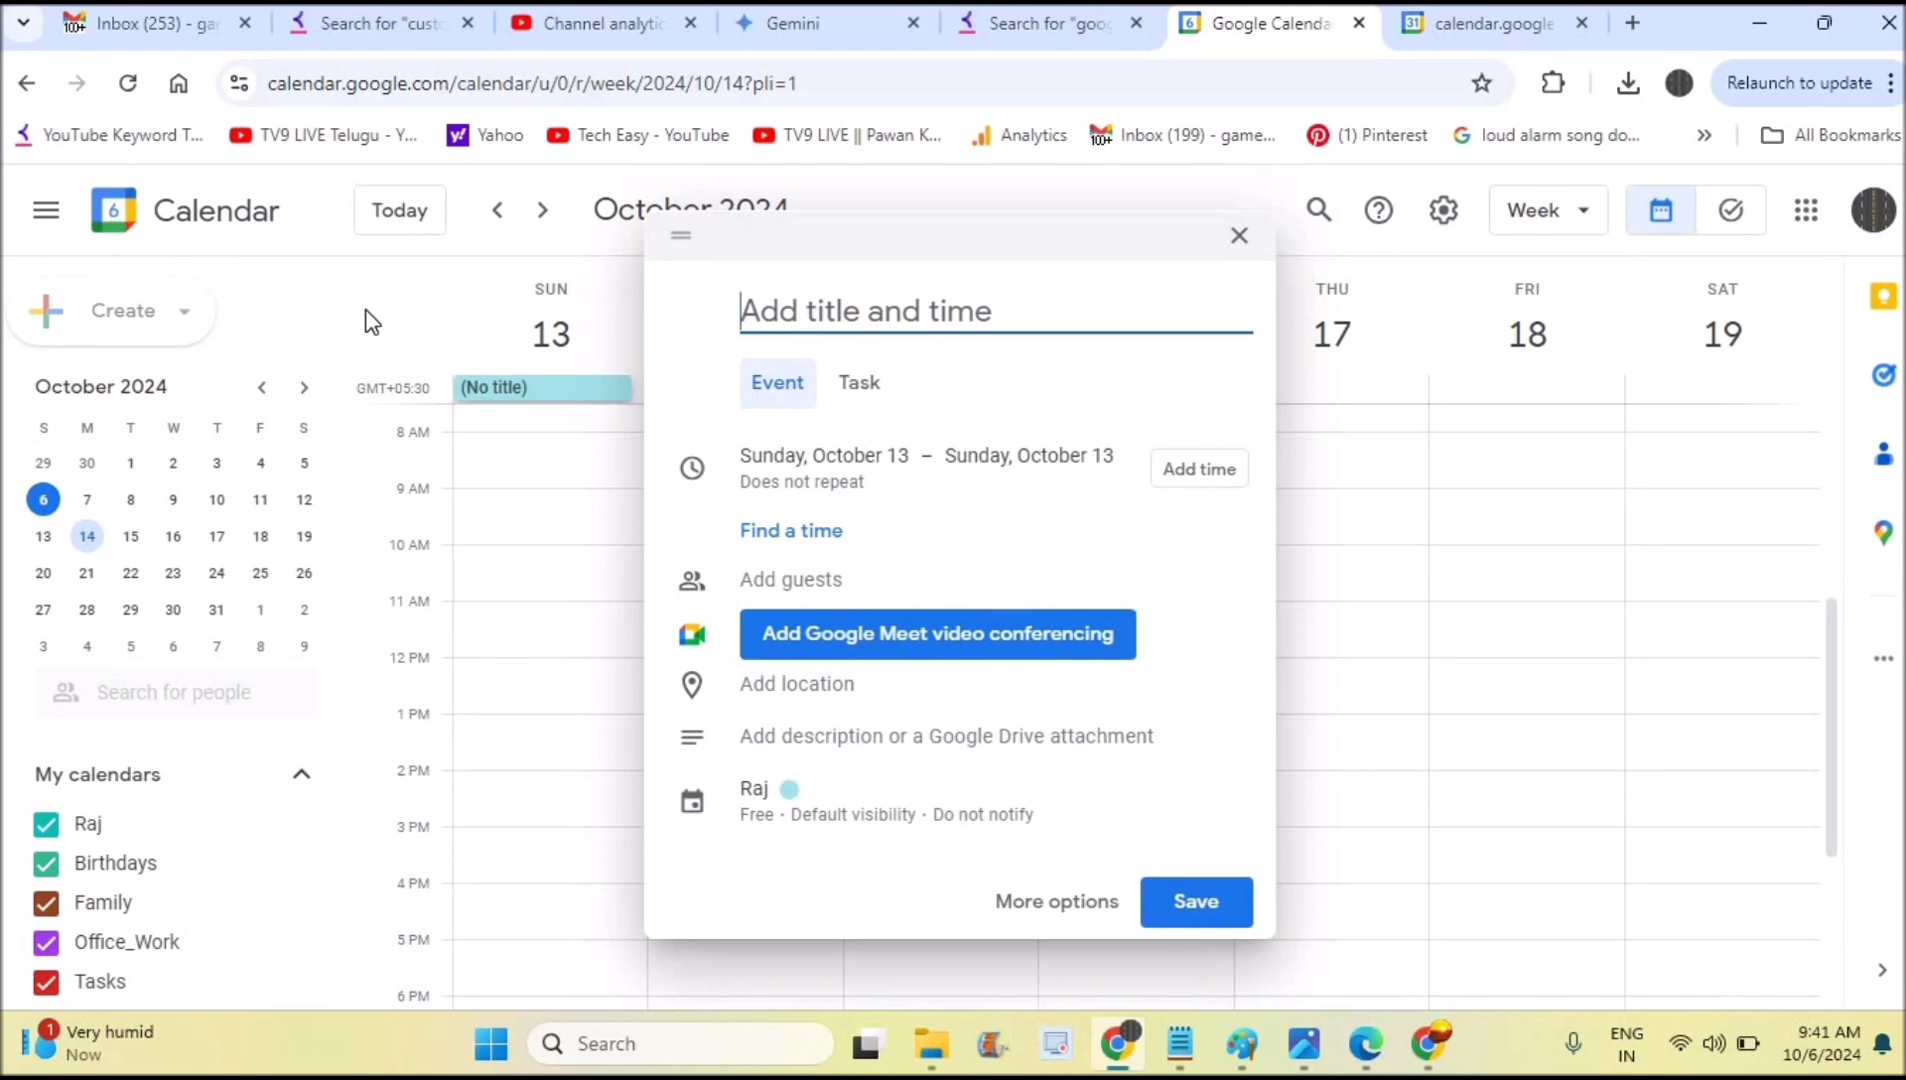 Inbox (253) - gar
Search for "custo
Channel analytic
Gemini
Search for "goog
Google Calenda
calendar.google
calendar.google.com/calendar/u/0/r/week/2024/10/14?pli=1
Relaunch to update
YouTube Keyword T...
TV9 LIVE Telugu - Y...
Yahoo
Tech Easy - YouTube
TV9 LIVE || Pawan K...
Analytics
Inbox (199) - game...
(1) Pinterest
loud alarm song do...
All Bookmarks
6 Calendar
Today
October 2024
Week
Create
SUN
13
THU
17
FRI
18
SAT
19
GMT+05:30
(No title)
October 2024
S M T W T F S
29 30 1 2 3 4 5
6 7 8 9 10 11 12
13 14 15 16 17 18 19
20 21 22 23 24 25 26
27 28 29 30 31 1 2
3 4 5 6 7 8 9
Search for people
My calendars
Raj
Birthdays
Family
Office_Work
Tasks
8 AM
9 AM
10 AM
11 AM
12 PM
1 PM
2 PM
3 PM
4 PM
5 PM
6 PM
Add title and time
Event Task
Sunday, October 13 – Sunday, October 13
Does not repeat
Add time
Find a time
Add guests
Add Google Meet video conferencing
Add location
Add description or a Google Drive attachment
Raj
Free · Default visibility · Do not notify
More options
Save
1
Very humid
Now
Search
ENG
IN
9:41 AM
10/6/2024